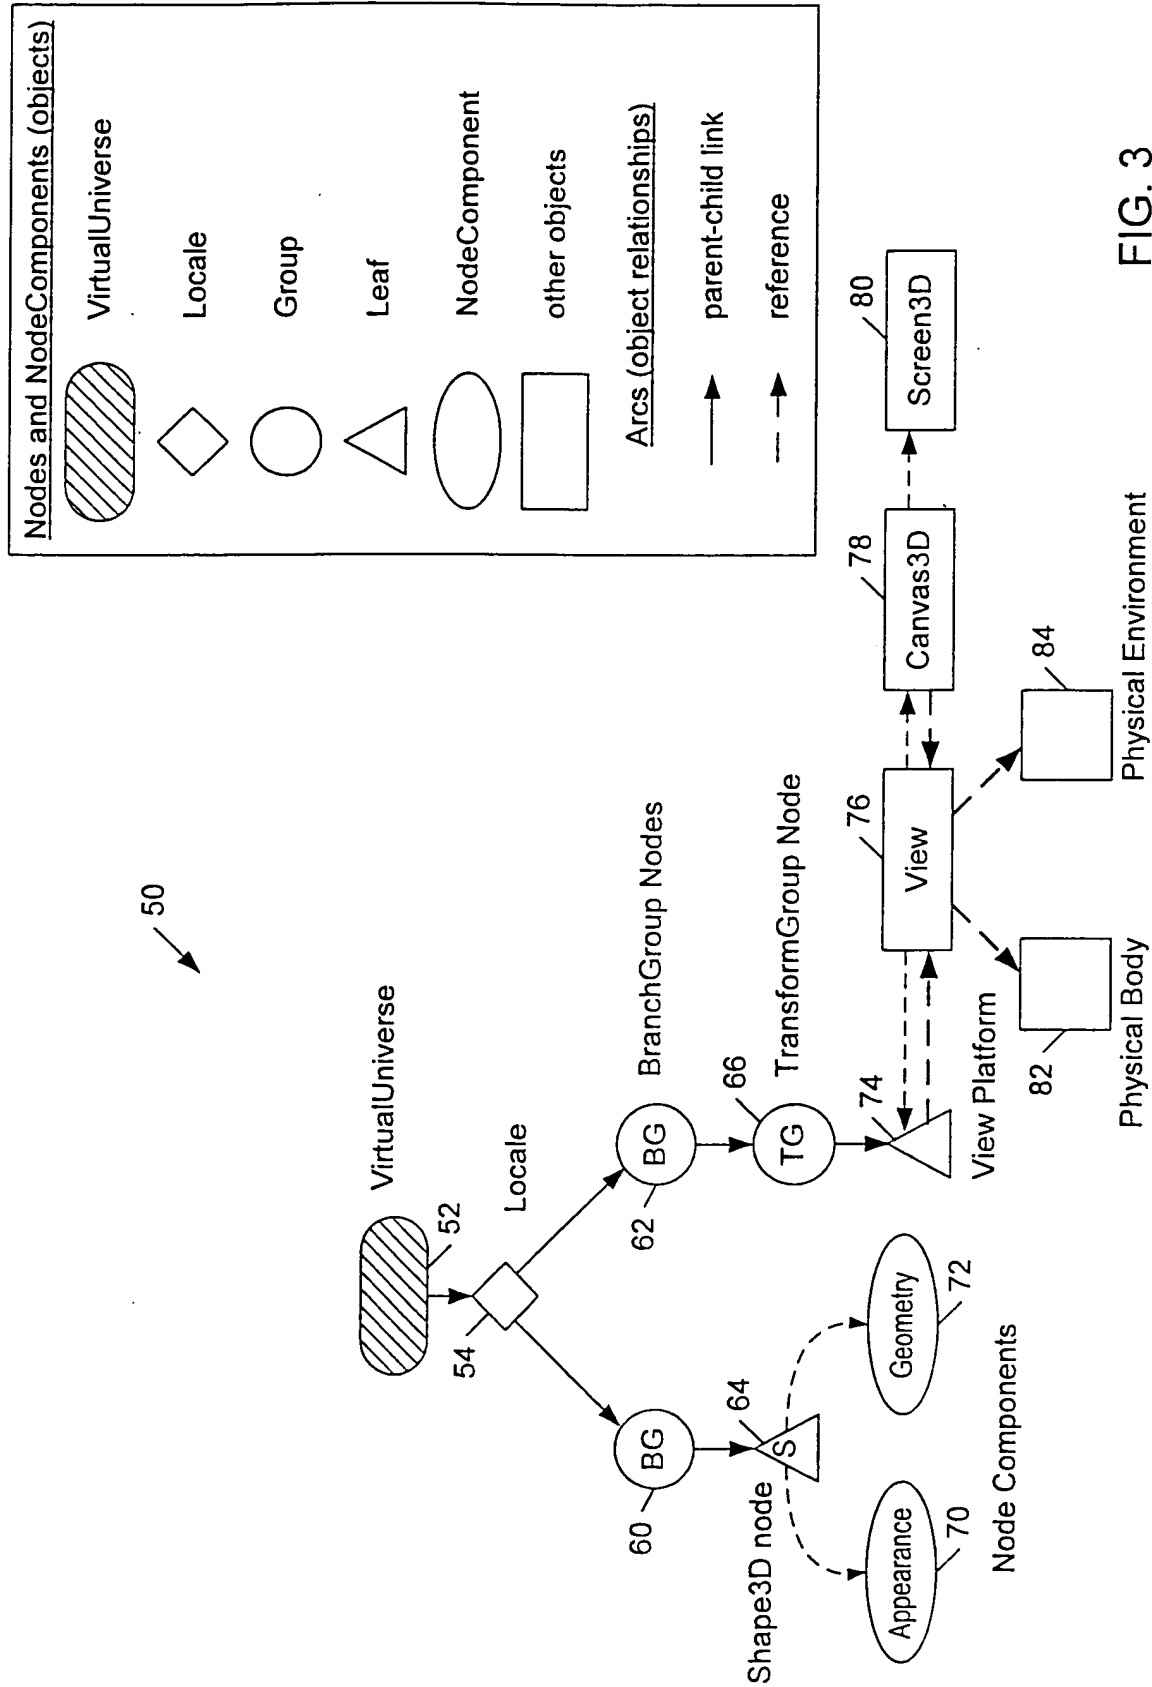 Nodes and NodeComponents (objects)
VirtualUniverse
Locale
Group
Leaf
NodeComponent
other objects
Arcs (object relationships)
parent-child link
reference
50
VirtualUniverse
52
Locale
54
BranchGroup Nodes
BG
BG
60
62
TransformGroup Node
66
TG
Shape3D node
64
S
74
76
78
80
View
Canvas3D
Screen3D
Appearance
Geometry
70
72
View Platform
Node Components
82
84
Physical Body
Physical Environment
FIG. 3